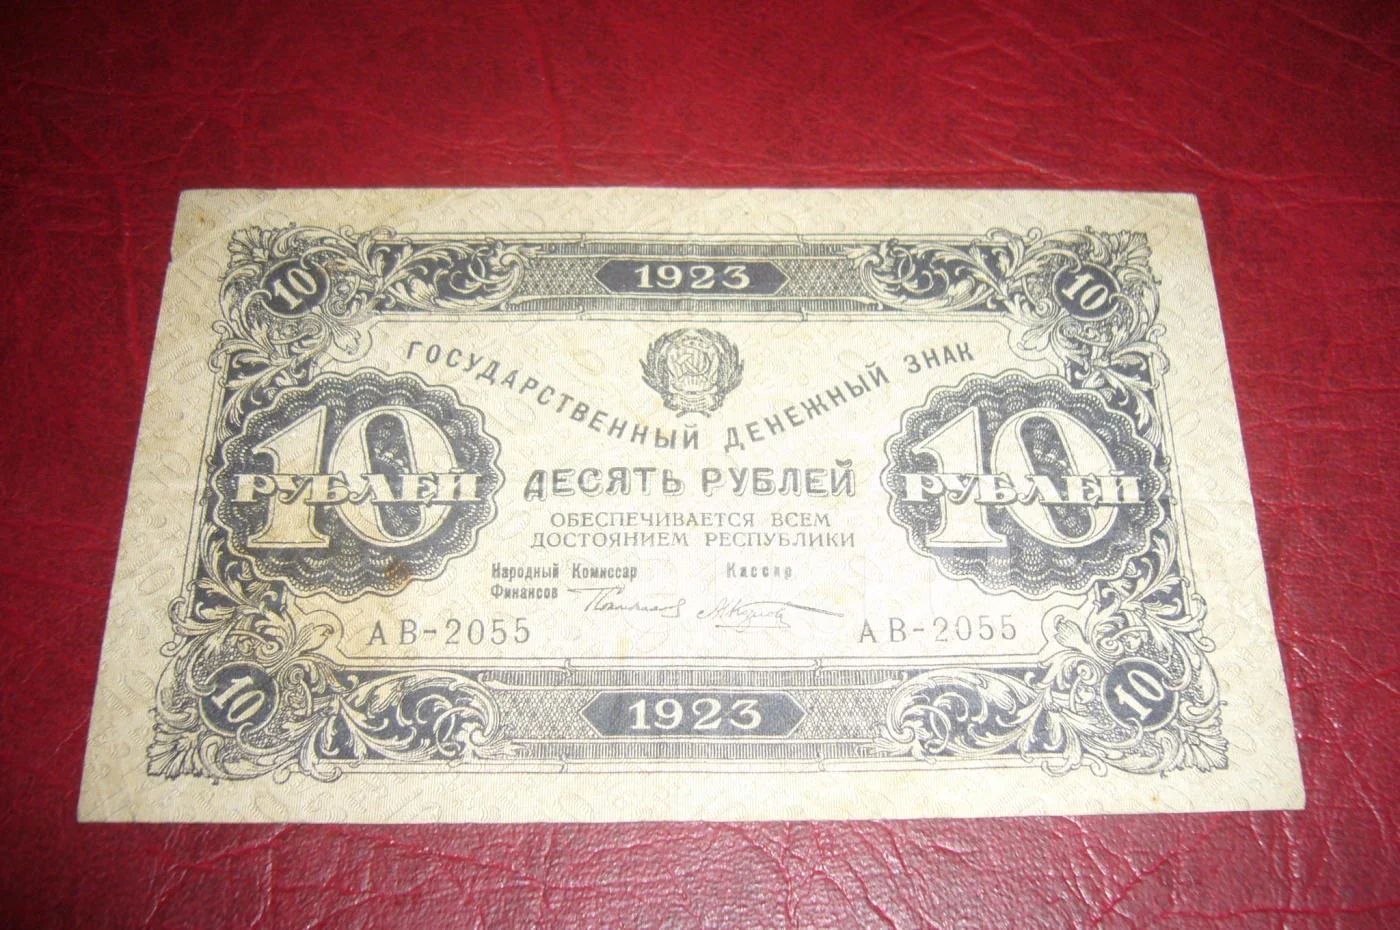 1923
10 10
ГОСУДАРСТВЕННЫЙ ДЕНЕЖНЫЙ ЗНАК
10 РУБЛЕЙ
ДЕСЯТЬ РУБЛЕЙ
10 РУБЛЕЙ
ОБЕСПЕЧИВАЕТСЯ ВСЕМ
ДОСТОЯНИЕМ РЕСПУБЛИКИ
Народный Комиссар
Финансов
Кассир
АВ-2055 АВ-2055
10 10
1923